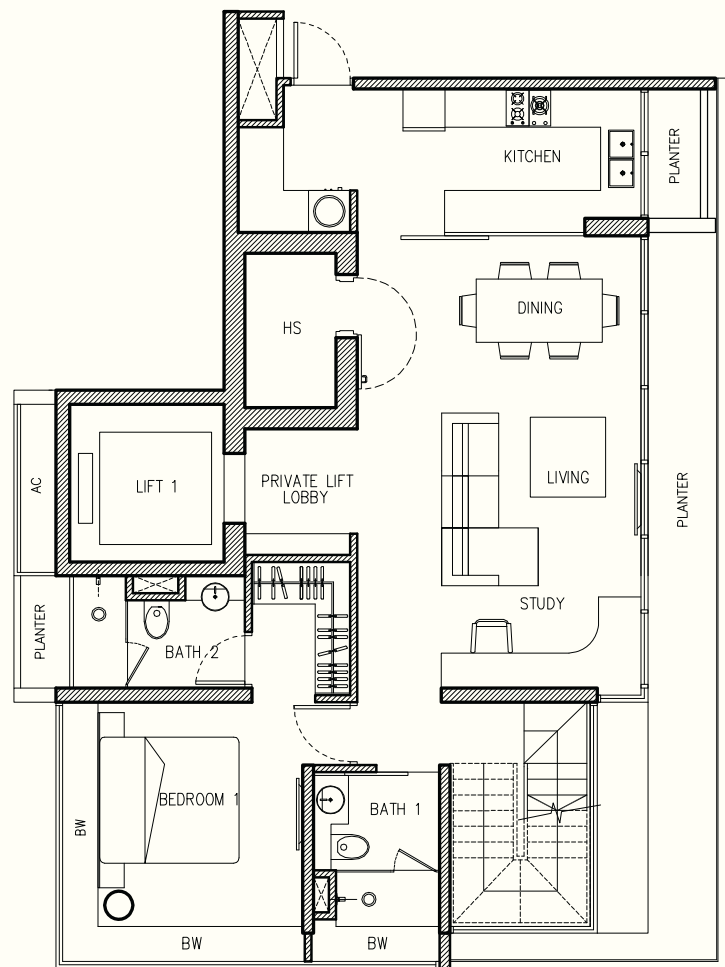 PLANTER
KITCHEN
DINING
HS
LIVING
PRIVATE LIFT
LOBBY
LIFT 1
AC
PLANTER
STUDY
PLANTER
BATH 2
BEDROOM 1
BATH 1
BW
BW
BW